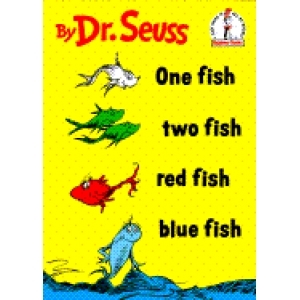 By Dr. Seuss
One fish
two fish
red fish
blue fish